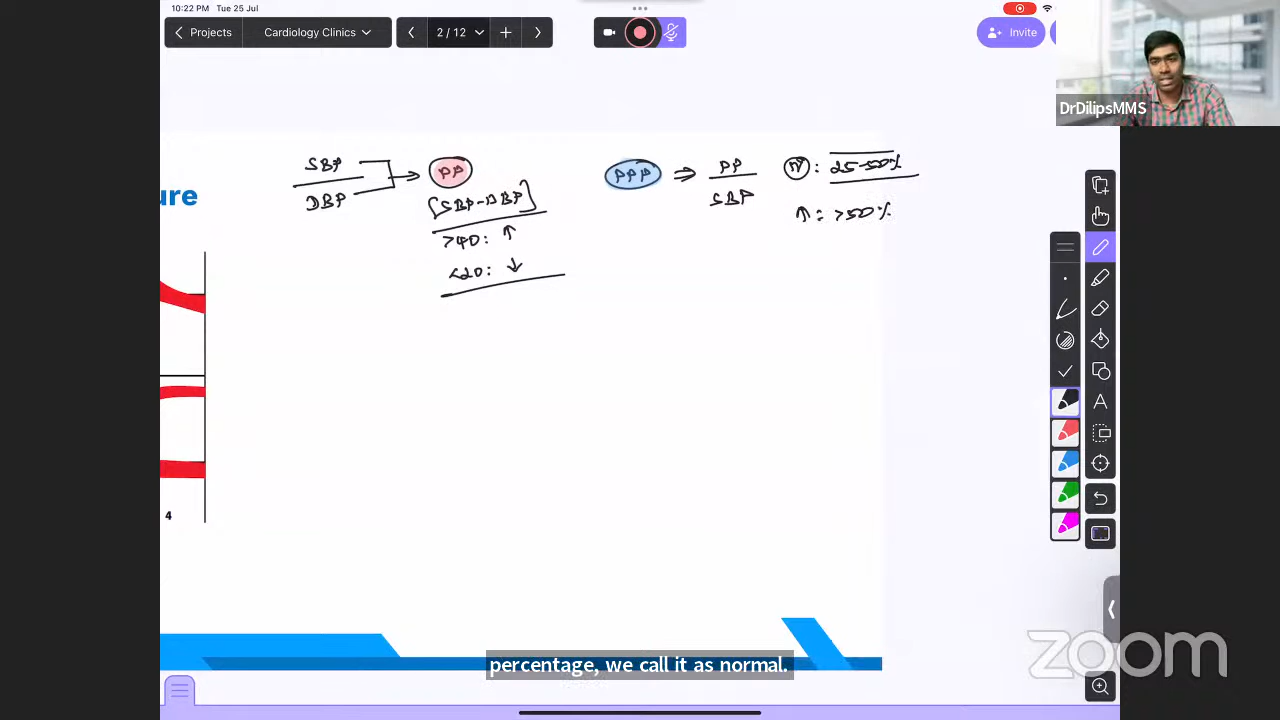 10:22 PM Tue 25 Jul
Projects
Cardiology Clinics
2 / 12
Invite
DrDilipsMMS
ure
SBP
DBP
PP
[SBP-DBP]
>40: ↑
<20: ↓
PPP ⇒ PP
SBP
N : 25-50%
↑ : >50%
A
4
percentage, we call it as normal.
zoom